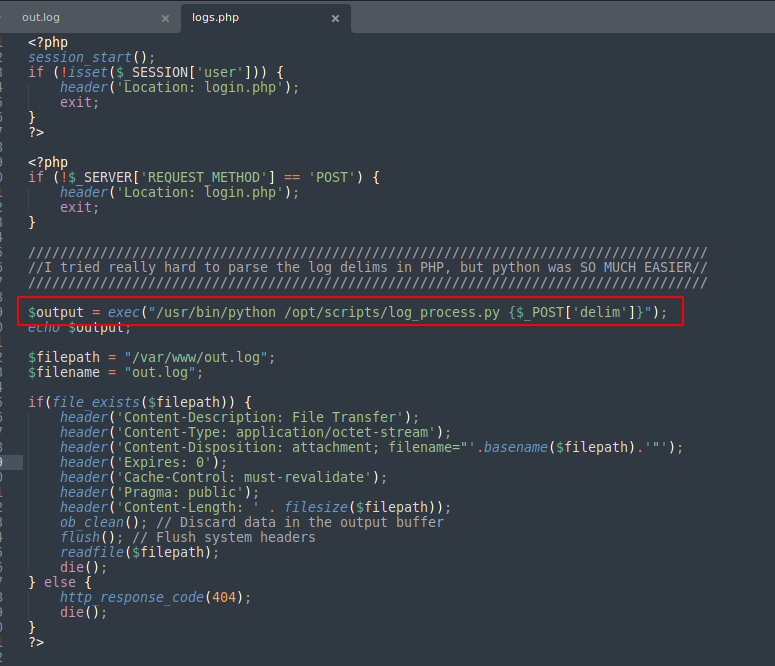 out.log × logs.php ×
<?php
session_start();
if (!isset($_SESSION['user'])) {
    header('Location: login.php');
    exit;
}
?>
<?php
if (!$_SERVER['REQUEST_METHOD'] == 'POST') {
    header('Location: login.php');
    exit;
}
/////////////////////////////////////////////////////////////////////////////////////
//I tried really hard to parse the log delims in PHP, but python was SO MUCH EASIER//
/////////////////////////////////////////////////////////////////////////////////////
$output = exec("/usr/bin/python /opt/scripts/log_process.py {$_POST['delim']}");
echo $output;
$filepath = "/var/www/out.log";
$filename = "out.log";
if(file_exists($filepath)) {
    header('Content-Description: File Transfer');
    header('Content-Type: application/octet-stream');
    header('Content-Disposition: attachment; filename="'.basename($filepath).'"');
    header('Expires: 0');
    header('Cache-Control: must-revalidate');
    header('Pragma: public');
    header('Content-Length: ' . filesize($filepath));
    ob_clean(); // Discard data in the output buffer
    flush(); // Flush system headers
    readfile($filepath);
    die();
} else {
    http_response_code(404);
    die();
}
?>